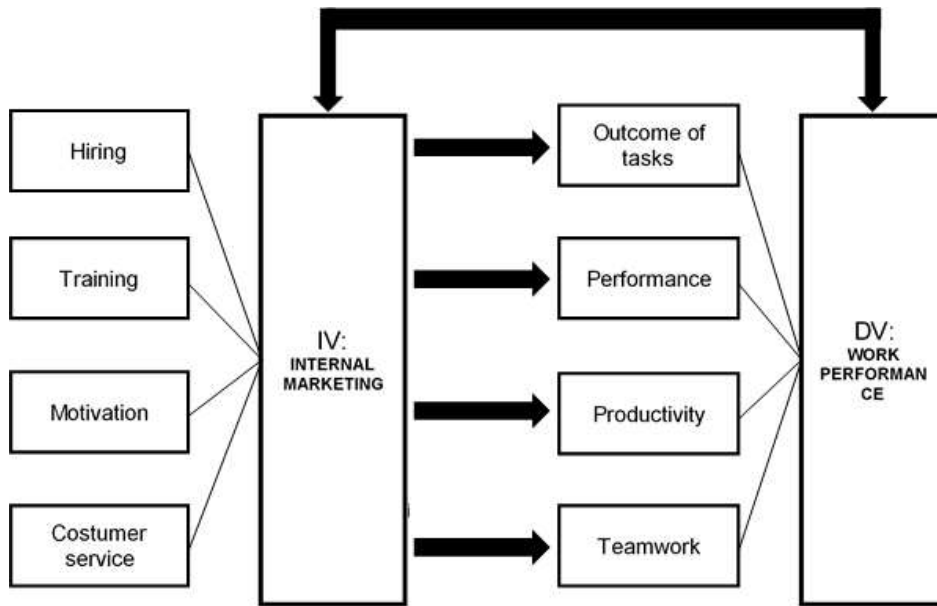 Hiring
Training
Motivation
Costumer
service
IV:
INTERNAL
MARKETING
Outcome of
tasks
Performance
Productivity
Teamwork
DV:
WORK
PERFORMAN
CE